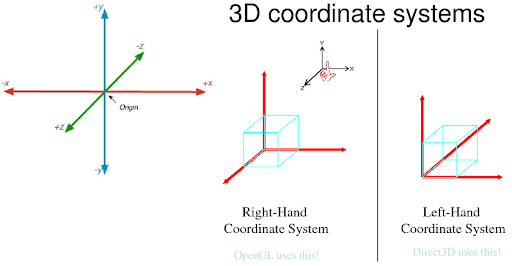 3D coordinate systems
+y
-z
-x
+x
Origin
+z
-y
Y
X
Z
Right-Hand
Coordinate System
OpenGL uses this!
Left-Hand
Coordinate System
Direct3D uses this!